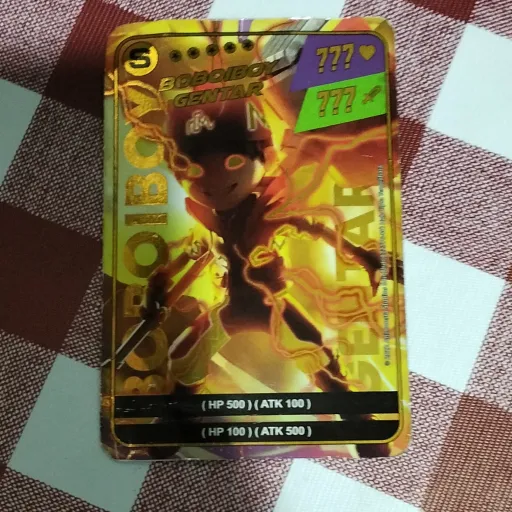 S
BOBOIBOY
GENTAR
???
???
BOBOIBOY
GENTAR
( HP 500 ) ( ATK 100 )
( HP 100 ) ( ATK 500 )